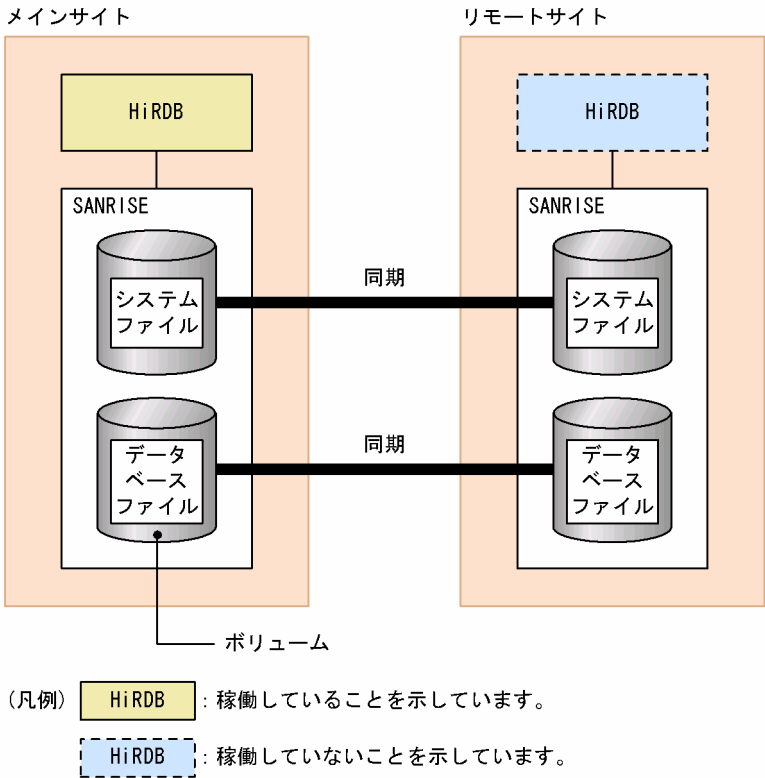 メインサイト
リモートサイト
HiRDB
HiRDB
SANRISE
SANRISE
システム
ファイル
同期
システム
ファイル
データ
ベース
ファイル
同期
データ
ベース
ファイル
ボリューム
(凡例) HiRDB :稼働していることを示しています。
HiRDB :稼働していないことを示しています。